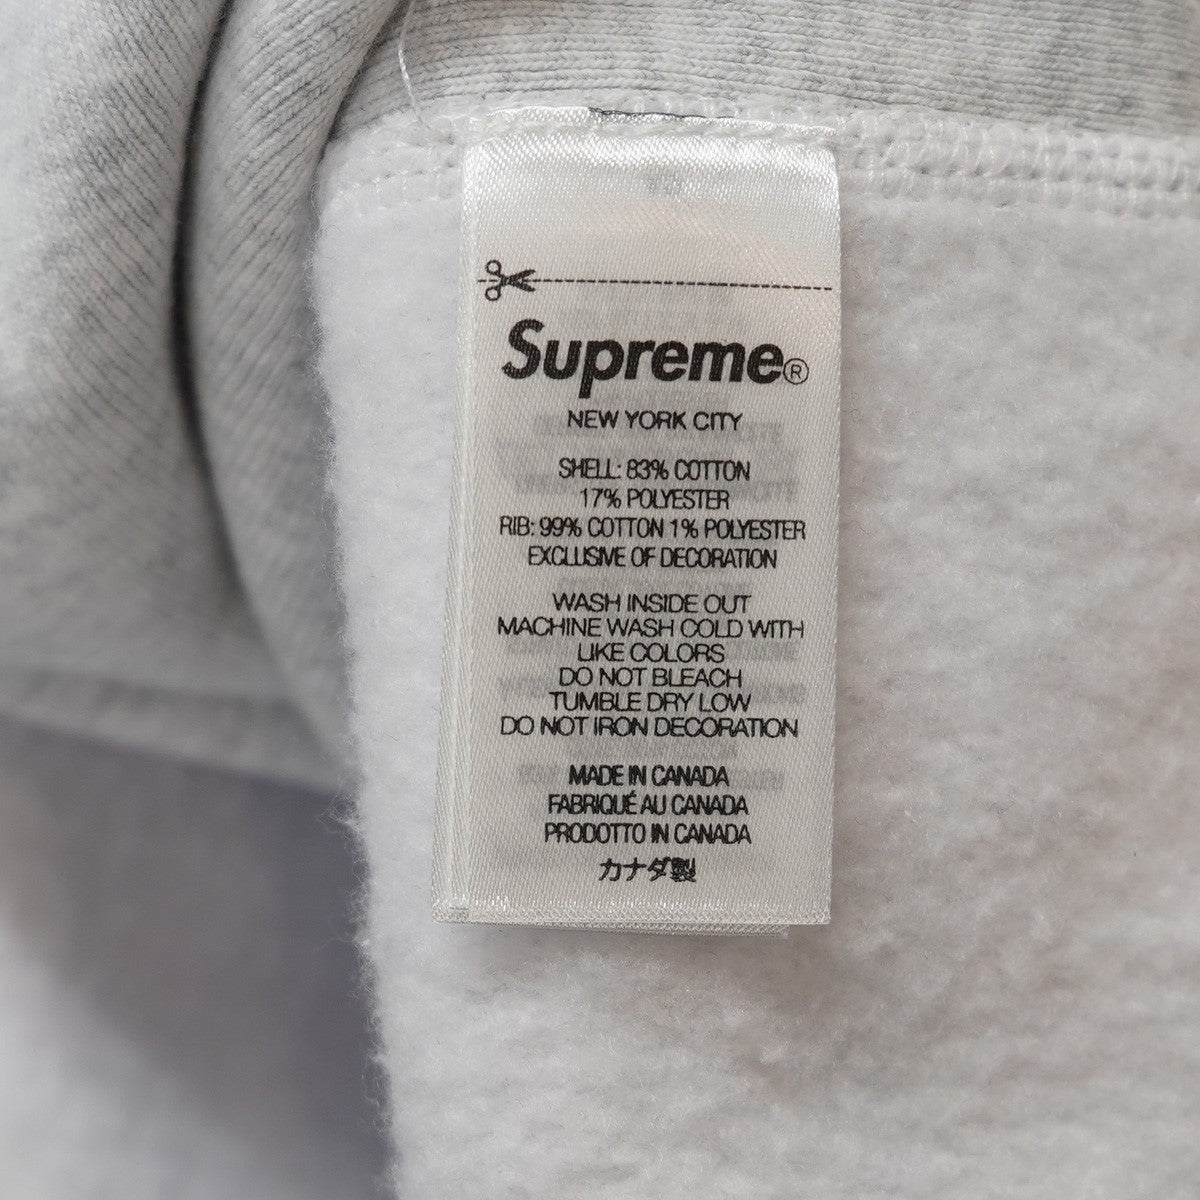 Supreme®
NEW YORK CITY
SHELL: 83% COTTON
17% POLYESTER
RIB: 99% COTTON 1% POLYESTER
EXCLUSIVE OF DECORATION
WASH INSIDE OUT
MACHINE WASH COLD WITH
LIKE COLORS
DO NOT BLEACH
TUMBLE DRY LOW
DO NOT IRON DECORATION
MADE IN CANADA
FABRIQUÉ AU CANADA
PRODOTTO IN CANADA
カナダ製